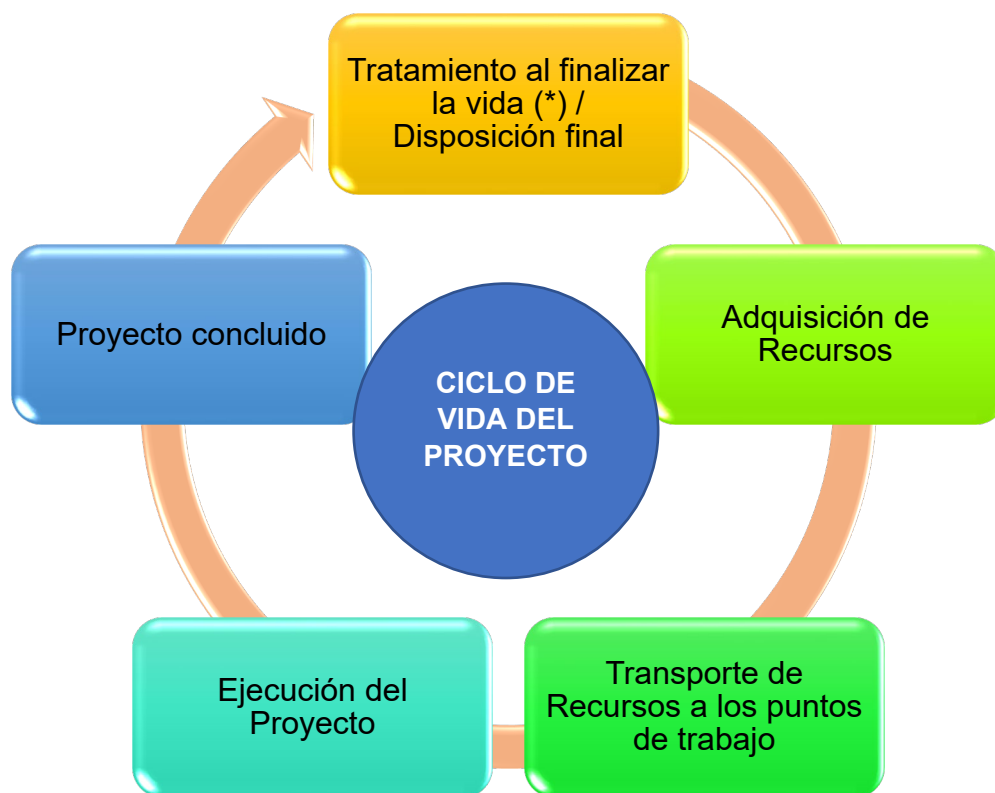 Tratamiento al finalizar
la vida (*) /
Disposición final
Adquisición de
Recursos
Transporte de
Recursos a los puntos
de trabajo
Ejecución del
Proyecto
Proyecto concluido
CICLO DE
VIDA DEL
PROYECTO